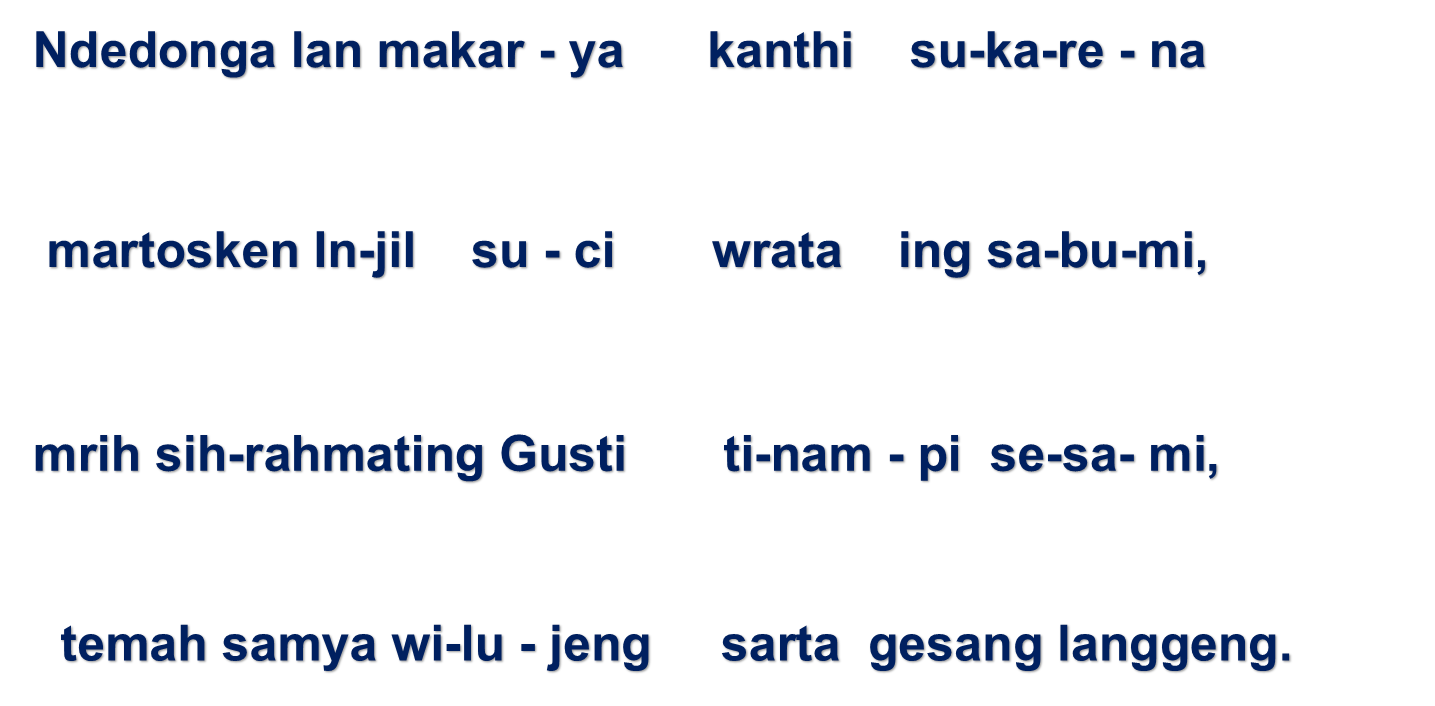 Ndedonga lan makar - ya kanthi su-ka-re - na
martosken In-jil su - ci wrata ing sa-bu-mi,
mrih sih-rahmating Gusti ti-nam - pi se-sa- mi,
temah samya wi-lu - jeng sarta gesang langgeng.